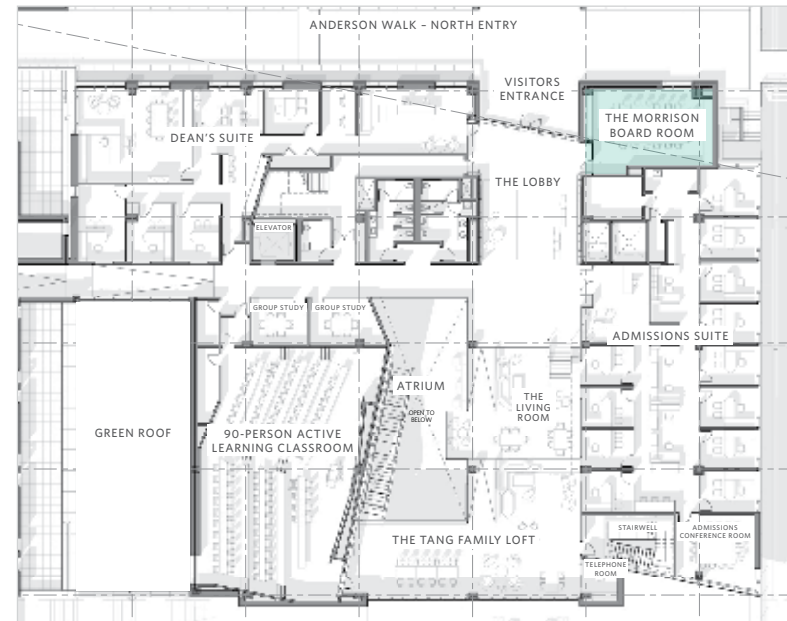 ANDERSON WALK – NORTH ENTRY
VISITORS
ENTRANCE
THE MORRISON
BOARD ROOM
DEAN'S SUITE
THE LOBBY
ELEVATOR
GROUP STUDY
GROUP STUDY
ADMISSIONS SUITE
ATRIUM
OPEN TO
BELOW
THE
LIVING
ROOM
GREEN ROOF
90-PERSON ACTIVE
LEARNING CLASSROOM
STAIRWELL
ADMISSIONS
CONFERENCE ROOM
THE TANG FAMILY LOFT
TELEPHONE
ROOM